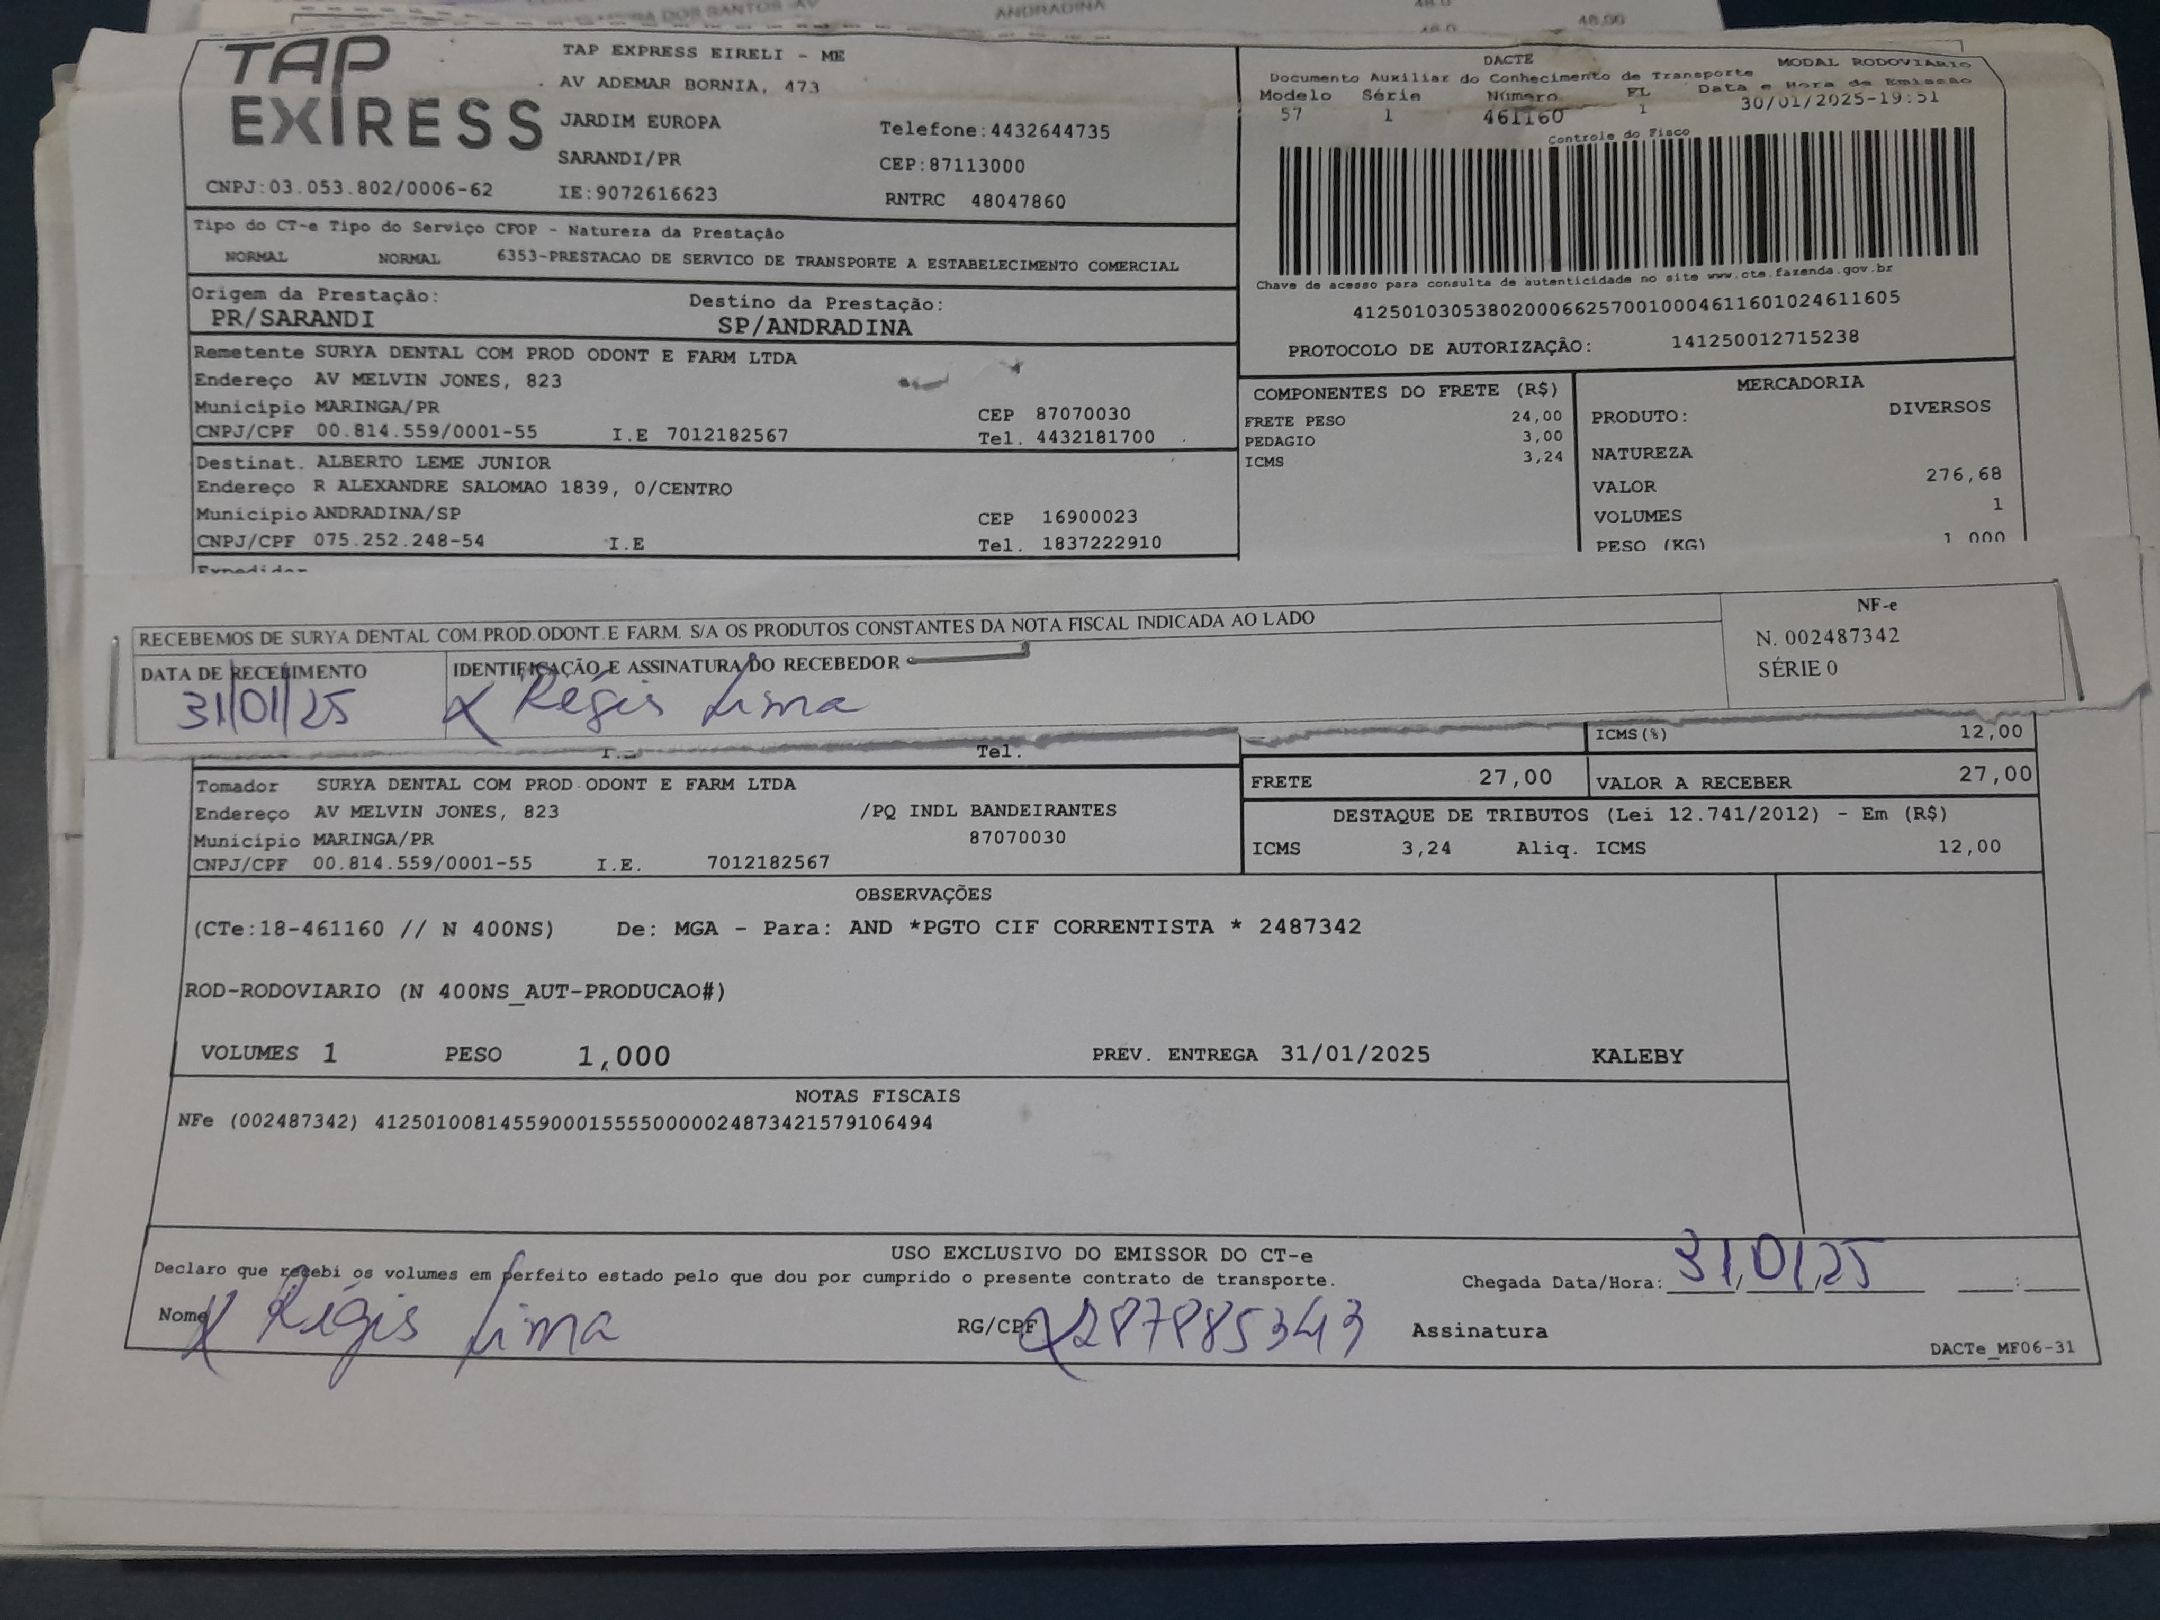 ANDRADINA
48,00
TAP
EXPRESS
TAP EXPRESS EIRELI - ME
AV ADEMAR BORNIA, 473
JARDIM EUROPA
Telefone:4432644735
SARANDI/PR
CEP:87113000
CNPJ:03.053.802/0006-62
IE:9072616623
RNTRC 48047860
DACTE
MODAL RODOVIÁRIO
Documento Auxiliar do Conhecimento de Transporte
Modelo Série Número FL Data e Hora de Emissão
57 1 461160 1 30/01/2025-19:51
Controle do Fisco
Chave de acesso para consulta de autenticidade no site www.cte.fazenda.gov.br
41250103053802000662570010004611601024611605
PROTOCOLO DE AUTORIZAÇÃO: 141250012715238
Tipo do CT-e Tipo do Serviço CFOP - Natureza da Prestação
NORMAL NORMAL 6353-PRESTACAO DE SERVICO DE TRANSPORTE A ESTABELECIMENTO COMERCIAL
Origem da Prestação: Destino da Prestação:
PR/SARANDI SP/ANDRADINA
Remetente SURYA DENTAL COM PROD ODONT E FARM LTDA
Endereço AV MELVIN JONES, 823
Município MARINGA/PR CEP 87070030
CNPJ/CPF 00.814.559/0001-55 I.E 7012182567 Tel. 4432181700
Destinat. ALBERTO LEME JUNIOR
Endereço R ALEXANDRE SALOMAO 1839, 0/CENTRO
Município ANDRADINA/SP CEP 16900023
CNPJ/CPF 075.252.248-54 I.E Tel. 1837222910
Expedidor
COMPONENTES DO FRETE (R$)
FRETE PESO 24,00
PEDAGIO 3,00
ICMS 3,24
MERCADORIA
PRODUTO: DIVERSOS
NATUREZA
VALOR 276,68
VOLUMES 1
PESO (KG) 1,000
RECEBEMOS DE SURYA DENTAL COM.PROD.ODONT.E FARM. S/A OS PRODUTOS CONSTANTES DA NOTA FISCAL INDICADA AO LADO
NF-e
N. 002487342
SÉRIE 0
DATA DE RECEBIMENTO IDENTIFICAÇÃO E ASSINATURA DO RECEBEDOR
31/01/25 X Régis Lima
I.E Tel.
ICMS(%) 12,00
FRETE 27,00 VALOR A RECEBER 27,00
Tomador SURYA DENTAL COM PROD ODONT E FARM LTDA
Endereço AV MELVIN JONES, 823 /PQ INDL BANDEIRANTES
Município MARINGA/PR 87070030
CNPJ/CPF 00.814.559/0001-55 I.E. 7012182567
DESTAQUE DE TRIBUTOS (Lei 12.741/2012) - Em (R$)
ICMS 3,24 Aliq. ICMS 12,00
OBSERVAÇÕES
(CTe:18-461160 // N 400NS) De: MGA - Para: AND *PGTO CIF CORRENTISTA * 2487342
ROD-RODOVIARIO (N 400NS_AUT-PRODUCAO#)
VOLUMES 1 PESO 1,000 PREV. ENTREGA 31/01/2025 KALEBY
NOTAS FISCAIS
NFe (002487342) 41250100814559000155550000024873421579106494
USO EXCLUSIVO DO EMISSOR DO CT-e
Declaro que recebi os volumes em perfeito estado pelo que dou por cumprido o presente contrato de transporte.
Chegada Data/Hora: 31/01/25 :
Nome X Régis Lima RG/CPF X287885343 Assinatura
DACTe_MF06-31